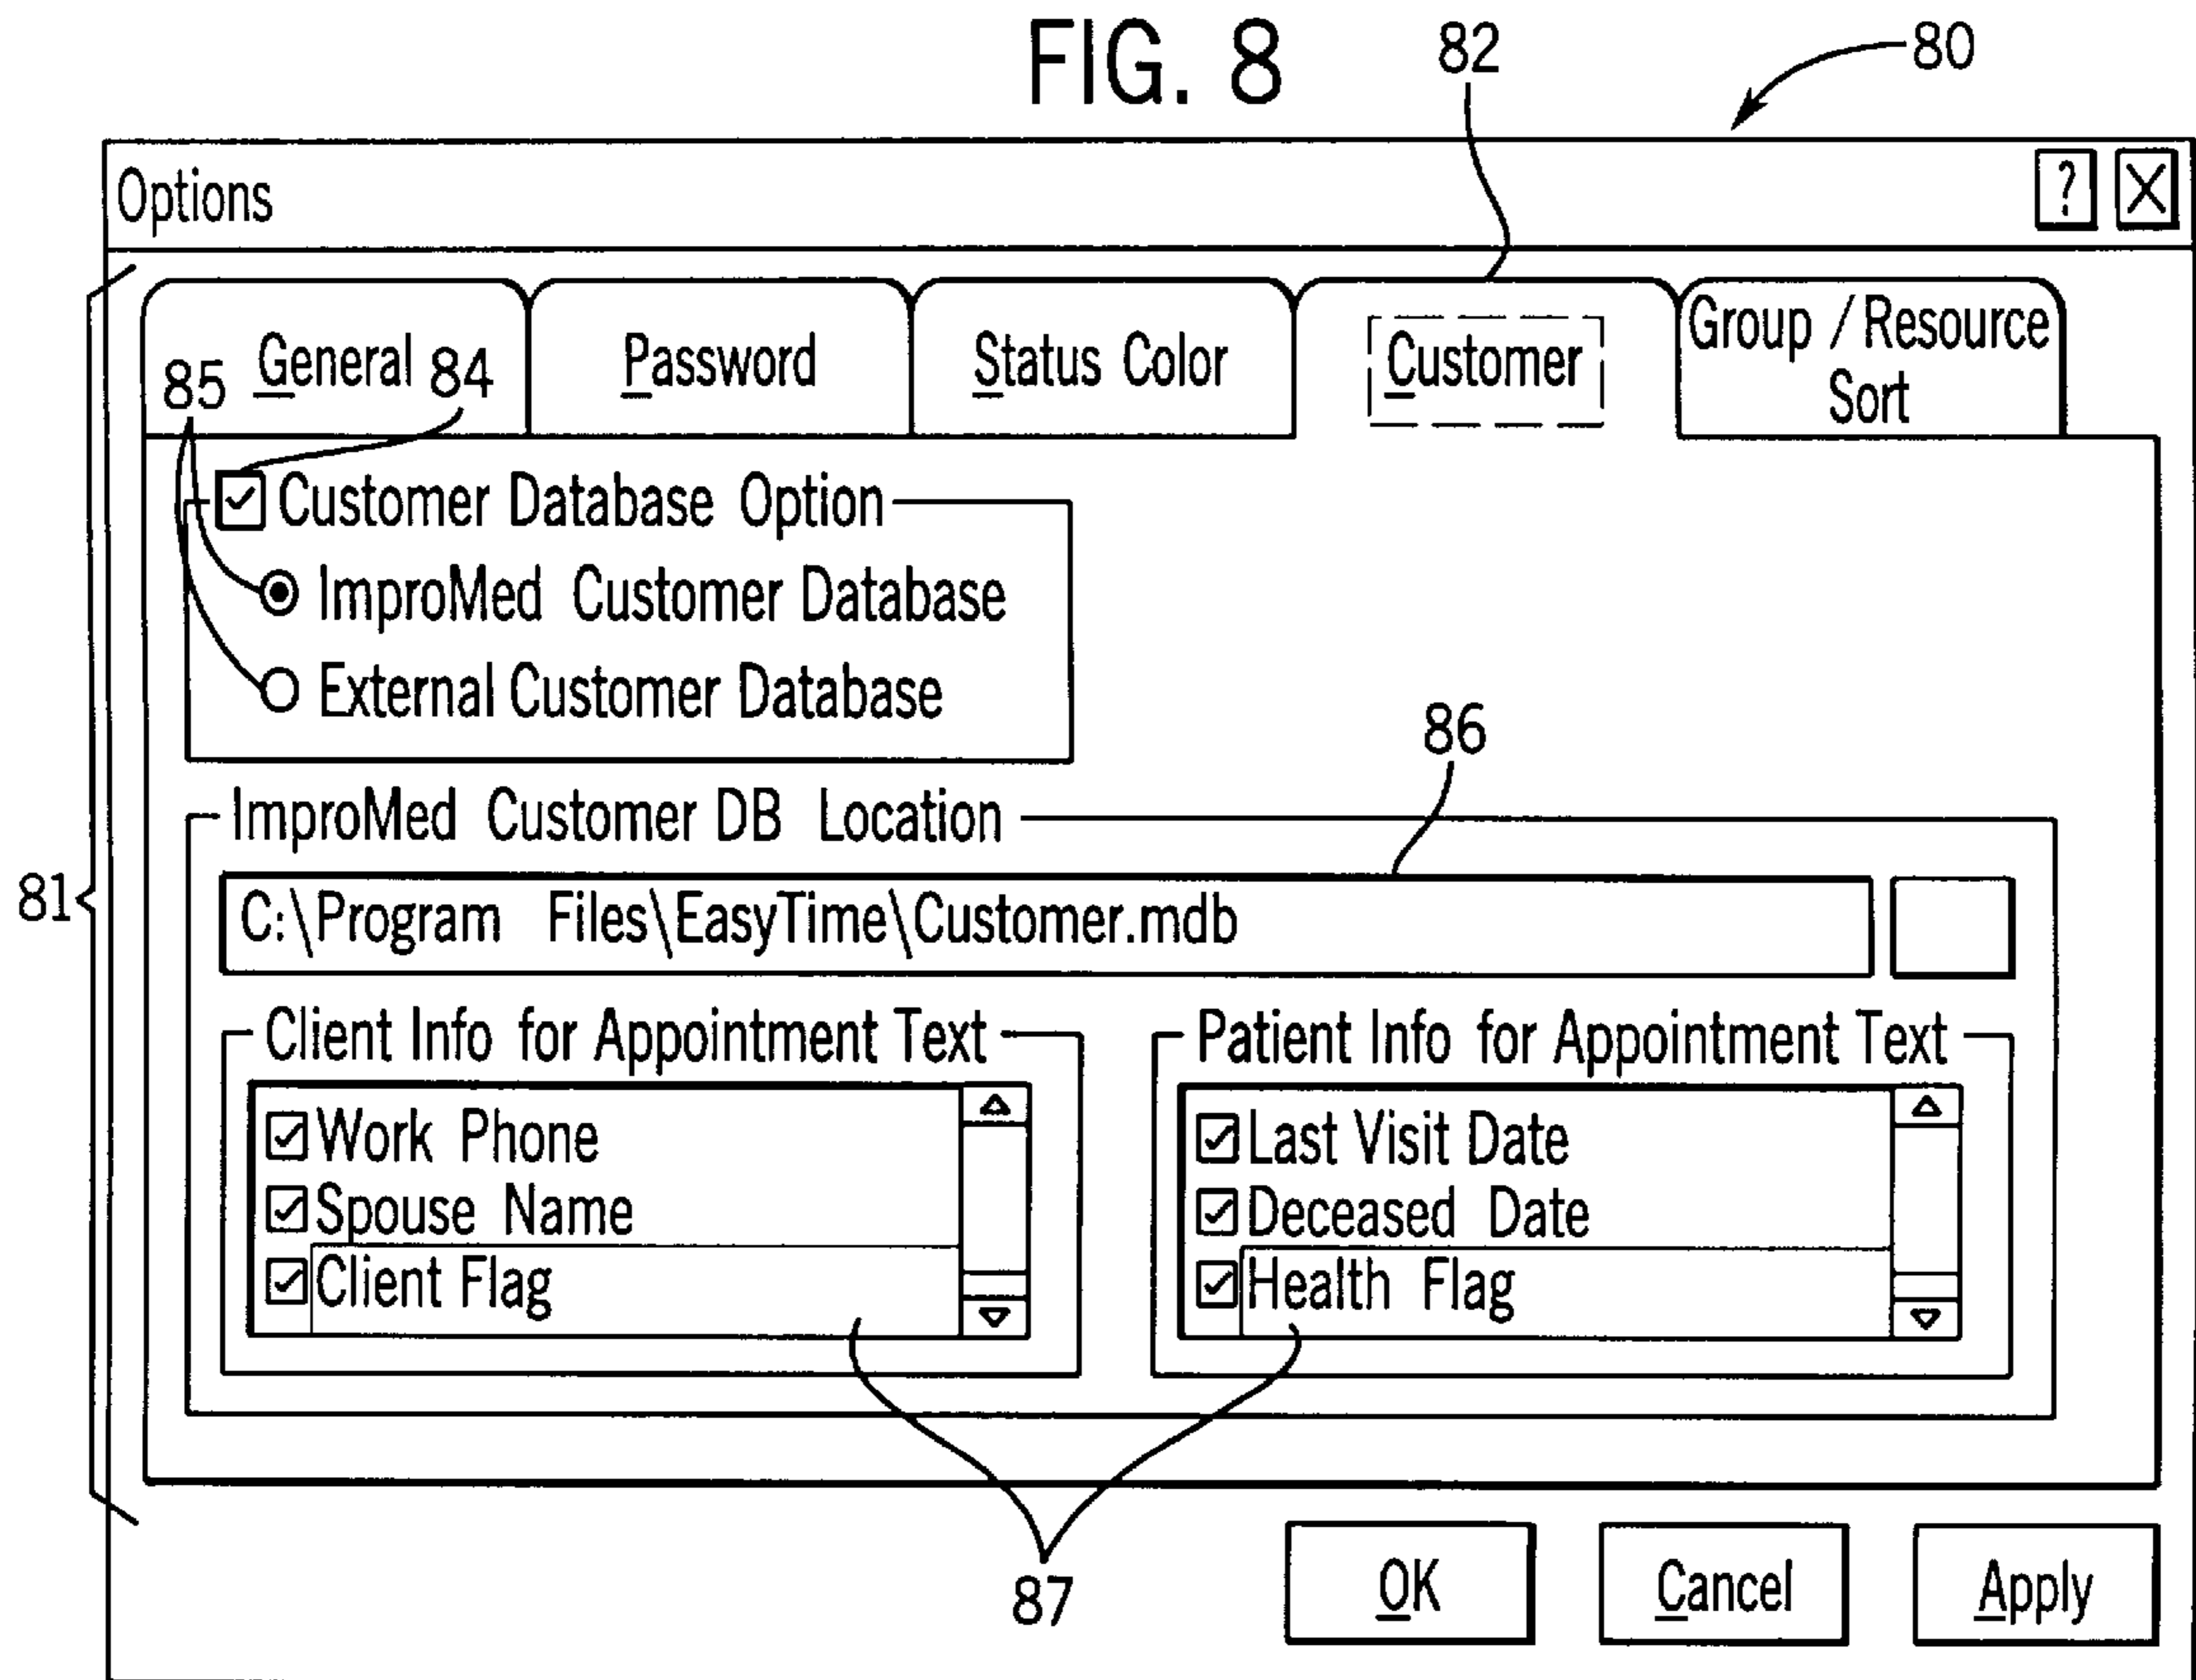 FIG. 8
82
80
Options
?
General
Password
Status Color
Customer
Group / Resource
Sort
85
84
Customer Database Option
ImproMed Customer Database
External Customer Database
86
ImproMed Customer DB Location
81
C:\Program Files\EasyTime\Customer.mdb
Client Info for Appointment Text
Work Phone
Spouse Name
Client Flag
Patient Info for Appointment Text
Last Visit Date
Deceased Date
Health Flag
87
OK
Cancel
Apply